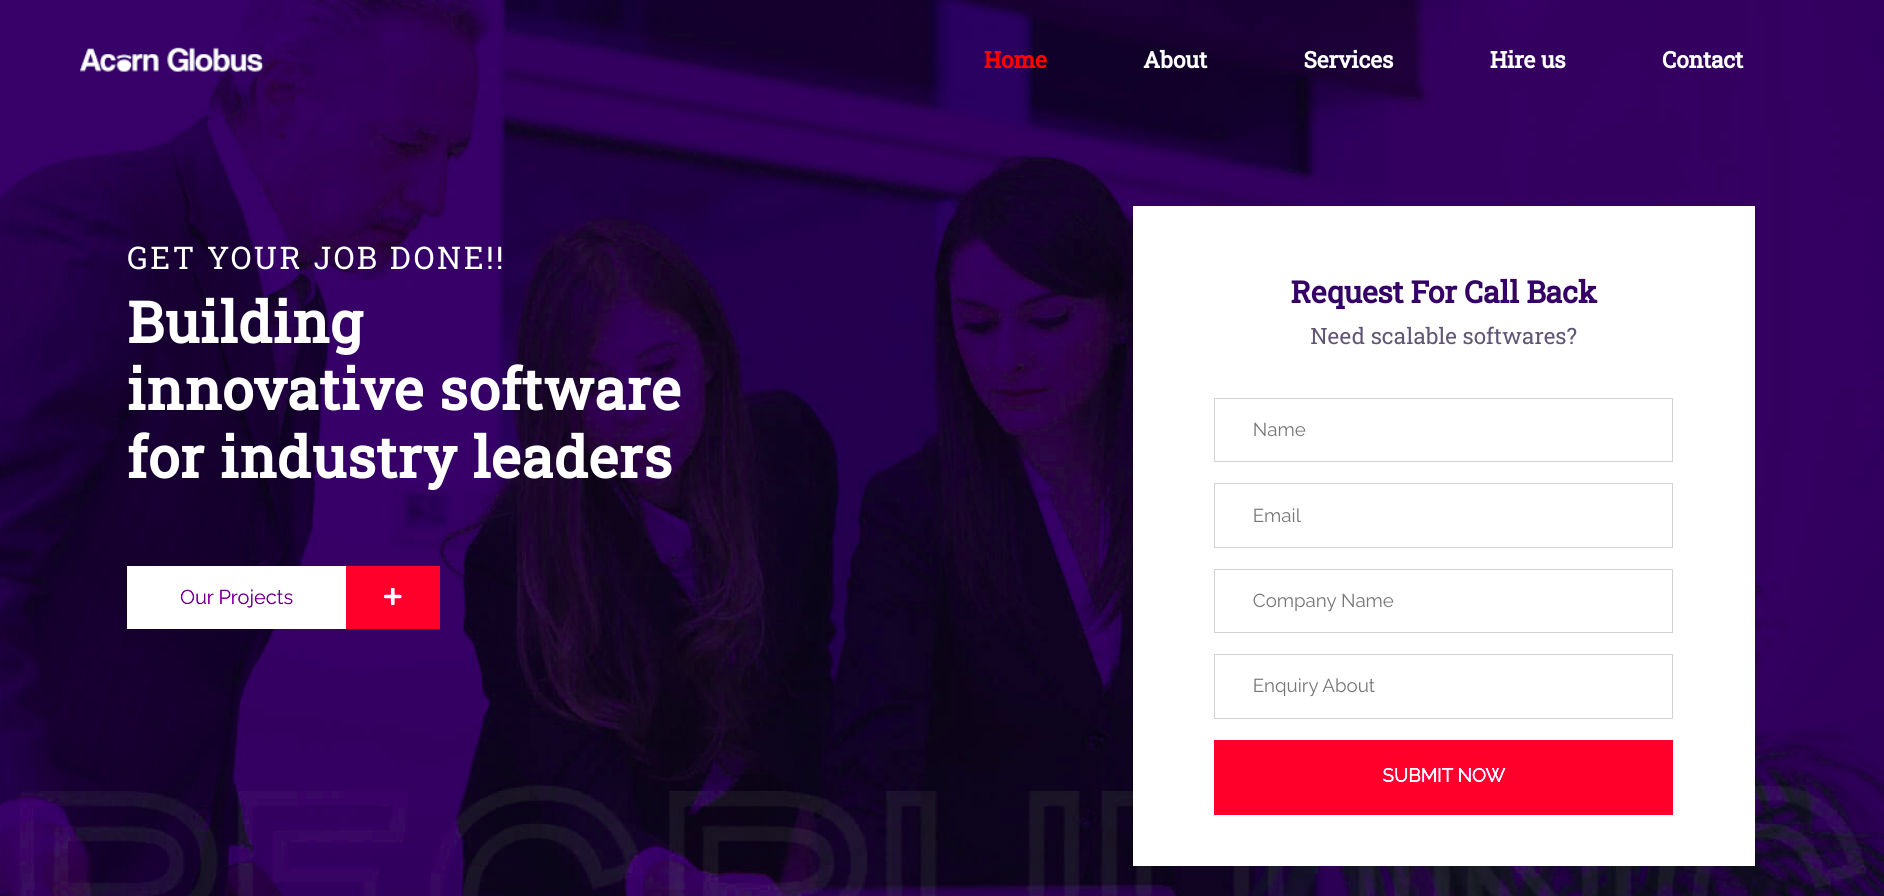 Acorn Globus
Home
About
Services
Hire us
Contact
GET YOUR JOB DONE!!
Building
innovative software
for industry leaders
Our Projects
+
Request For Call Back
Need scalable softwares?
Name
Email
Company Name
Enquiry About
SUBMIT NOW